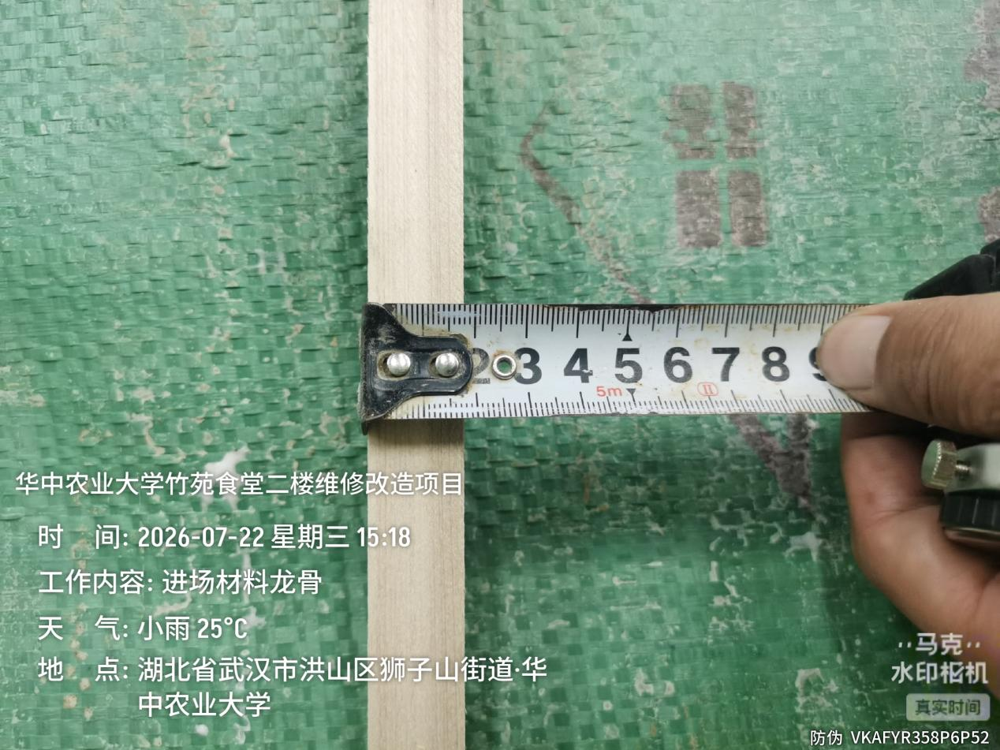 2 3 4 5 6 7 8 9
5m Ⅱ
华中农业大学竹苑食堂二楼维修改造项目
时 间: 2026-07-22 星期三 15:18
工作内容: 进场材料龙骨
天 气: 小雨 25°C
地 点: 湖北省武汉市洪山区狮子山街道·华
中农业大学
马克
水印相机
真实时间
防伪 VKAFYR358P6P52